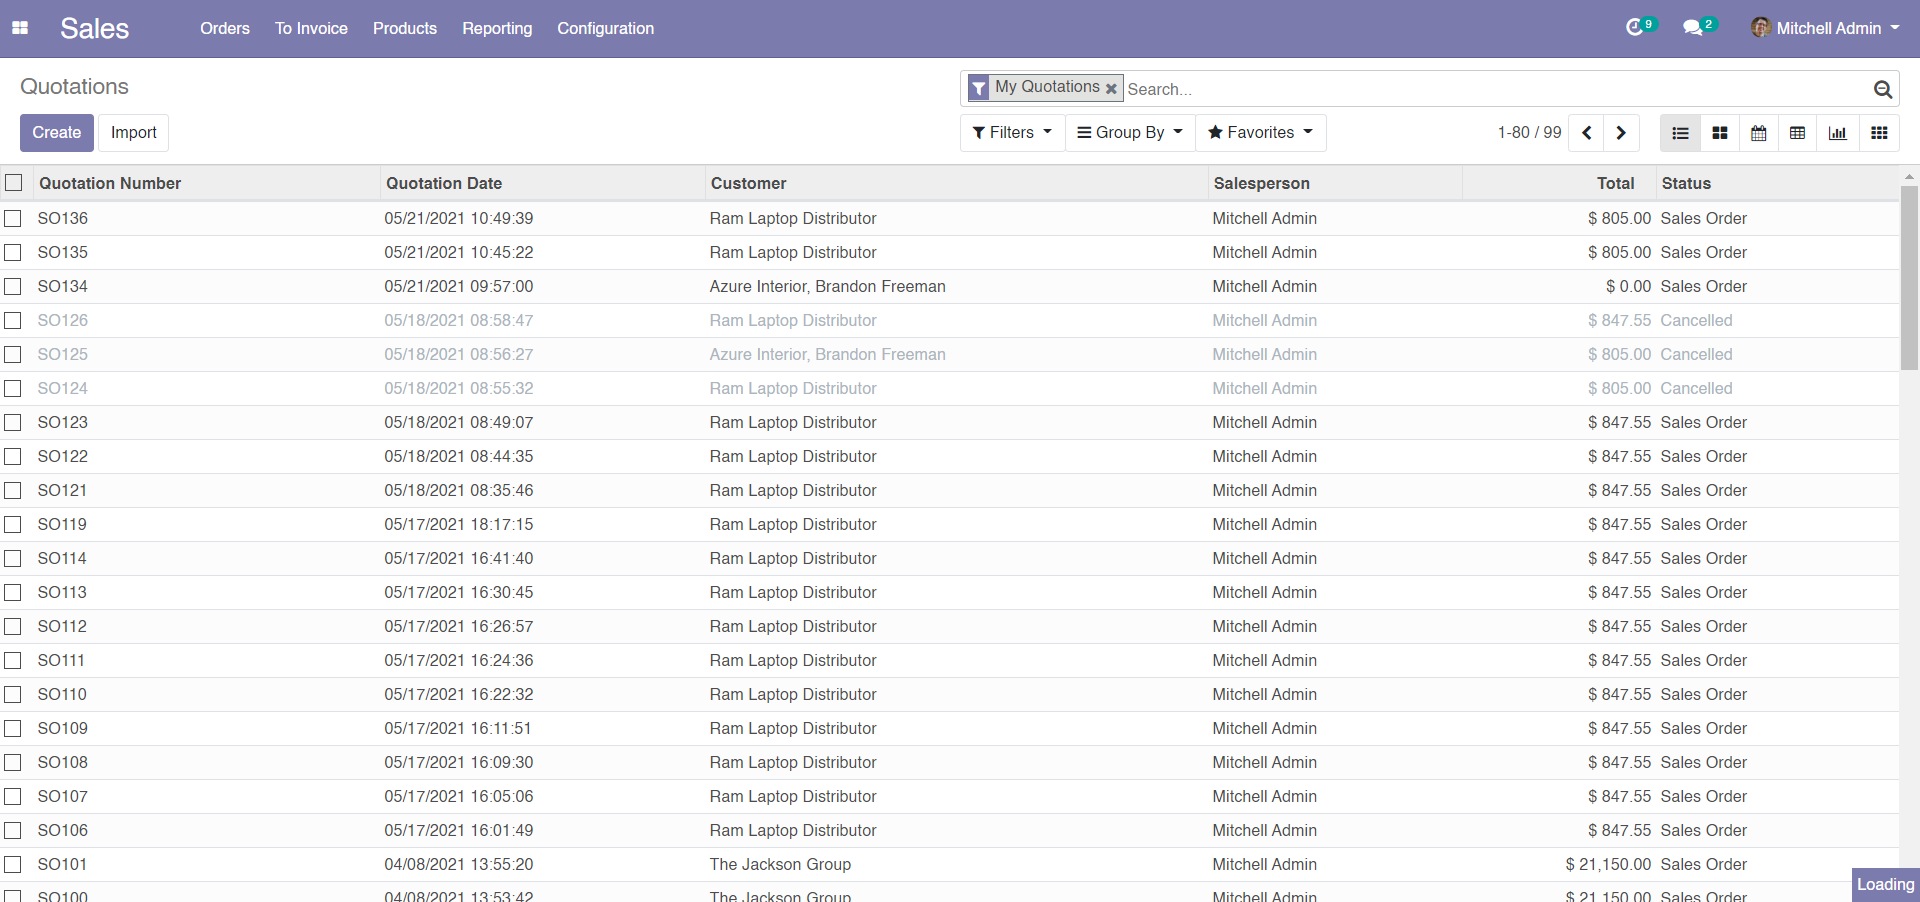 Sales Orders To Invoice Products Reporting Configuration 9 2 Mitchell Admin
Quotations My Quotations Search...
Create Import Filters Group By Favorites 1-80 / 99
Quotation Number Quotation Date Customer Salesperson Total Status
SO136 05/21/2021 10:49:39 Ram Laptop Distributor Mitchell Admin $ 805.00 Sales Order
SO135 05/21/2021 10:45:22 Ram Laptop Distributor Mitchell Admin $ 805.00 Sales Order
SO134 05/21/2021 09:57:00 Azure Interior, Brandon Freeman Mitchell Admin $ 0.00 Sales Order
SO126 05/18/2021 08:58:47 Ram Laptop Distributor Mitchell Admin $ 847.55 Cancelled
SO125 05/18/2021 08:56:27 Azure Interior, Brandon Freeman Mitchell Admin $ 805.00 Cancelled
SO124 05/18/2021 08:55:32 Ram Laptop Distributor Mitchell Admin $ 805.00 Cancelled
SO123 05/18/2021 08:49:07 Ram Laptop Distributor Mitchell Admin $ 847.55 Sales Order
SO122 05/18/2021 08:44:35 Ram Laptop Distributor Mitchell Admin $ 847.55 Sales Order
SO121 05/18/2021 08:35:46 Ram Laptop Distributor Mitchell Admin $ 847.55 Sales Order
SO119 05/17/2021 18:17:15 Ram Laptop Distributor Mitchell Admin $ 847.55 Sales Order
SO114 05/17/2021 16:41:40 Ram Laptop Distributor Mitchell Admin $ 847.55 Sales Order
SO113 05/17/2021 16:30:45 Ram Laptop Distributor Mitchell Admin $ 847.55 Sales Order
SO112 05/17/2021 16:26:57 Ram Laptop Distributor Mitchell Admin $ 847.55 Sales Order
SO111 05/17/2021 16:24:36 Ram Laptop Distributor Mitchell Admin $ 847.55 Sales Order
SO110 05/17/2021 16:22:32 Ram Laptop Distributor Mitchell Admin $ 847.55 Sales Order
SO109 05/17/2021 16:11:51 Ram Laptop Distributor Mitchell Admin $ 847.55 Sales Order
SO108 05/17/2021 16:09:30 Ram Laptop Distributor Mitchell Admin $ 847.55 Sales Order
SO107 05/17/2021 16:05:06 Ram Laptop Distributor Mitchell Admin $ 847.55 Sales Order
SO106 05/17/2021 16:01:49 Ram Laptop Distributor Mitchell Admin $ 847.55 Sales Order
SO101 04/08/2021 13:55:20 The Jackson Group Mitchell Admin $ 21,150.00 Sales Order
SO100 04/08/2021 13:53:42 The Jackson Group Mitchell Admin $ 21,150.00 Sales Order
Loading